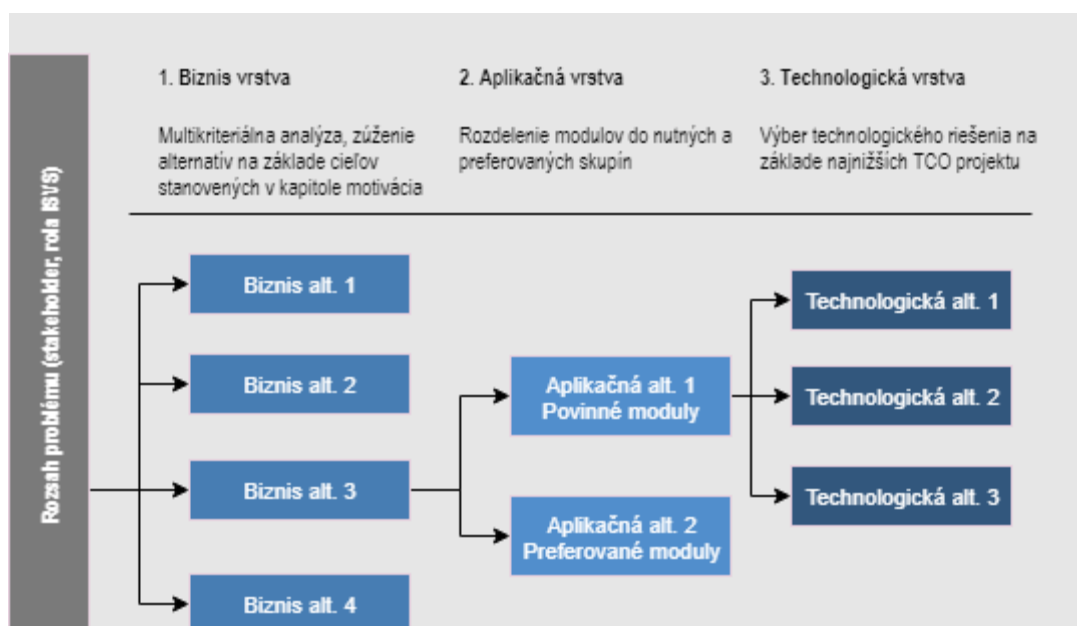 Rozsah problému (stakeholder, rola ISVS)
1. Biznis vrstva
Multikriteriálna analýza, zúženie
alternatív na základe cieľov
stanovených v kapitole motivácia
2. Aplikačná vrstva
Rozdelenie modulov do nutných a
preferovaných skupín
3. Technologická vrstva
Výber technologického riešenia na
základe najnižších TCO projektu
Biznis alt. 1
Biznis alt. 2
Biznis alt. 3
Biznis alt. 4
Aplikačná alt. 1
Povinné moduly
Aplikačná alt. 2
Preferované moduly
Technologická alt. 1
Technologická alt. 2
Technologická alt. 3